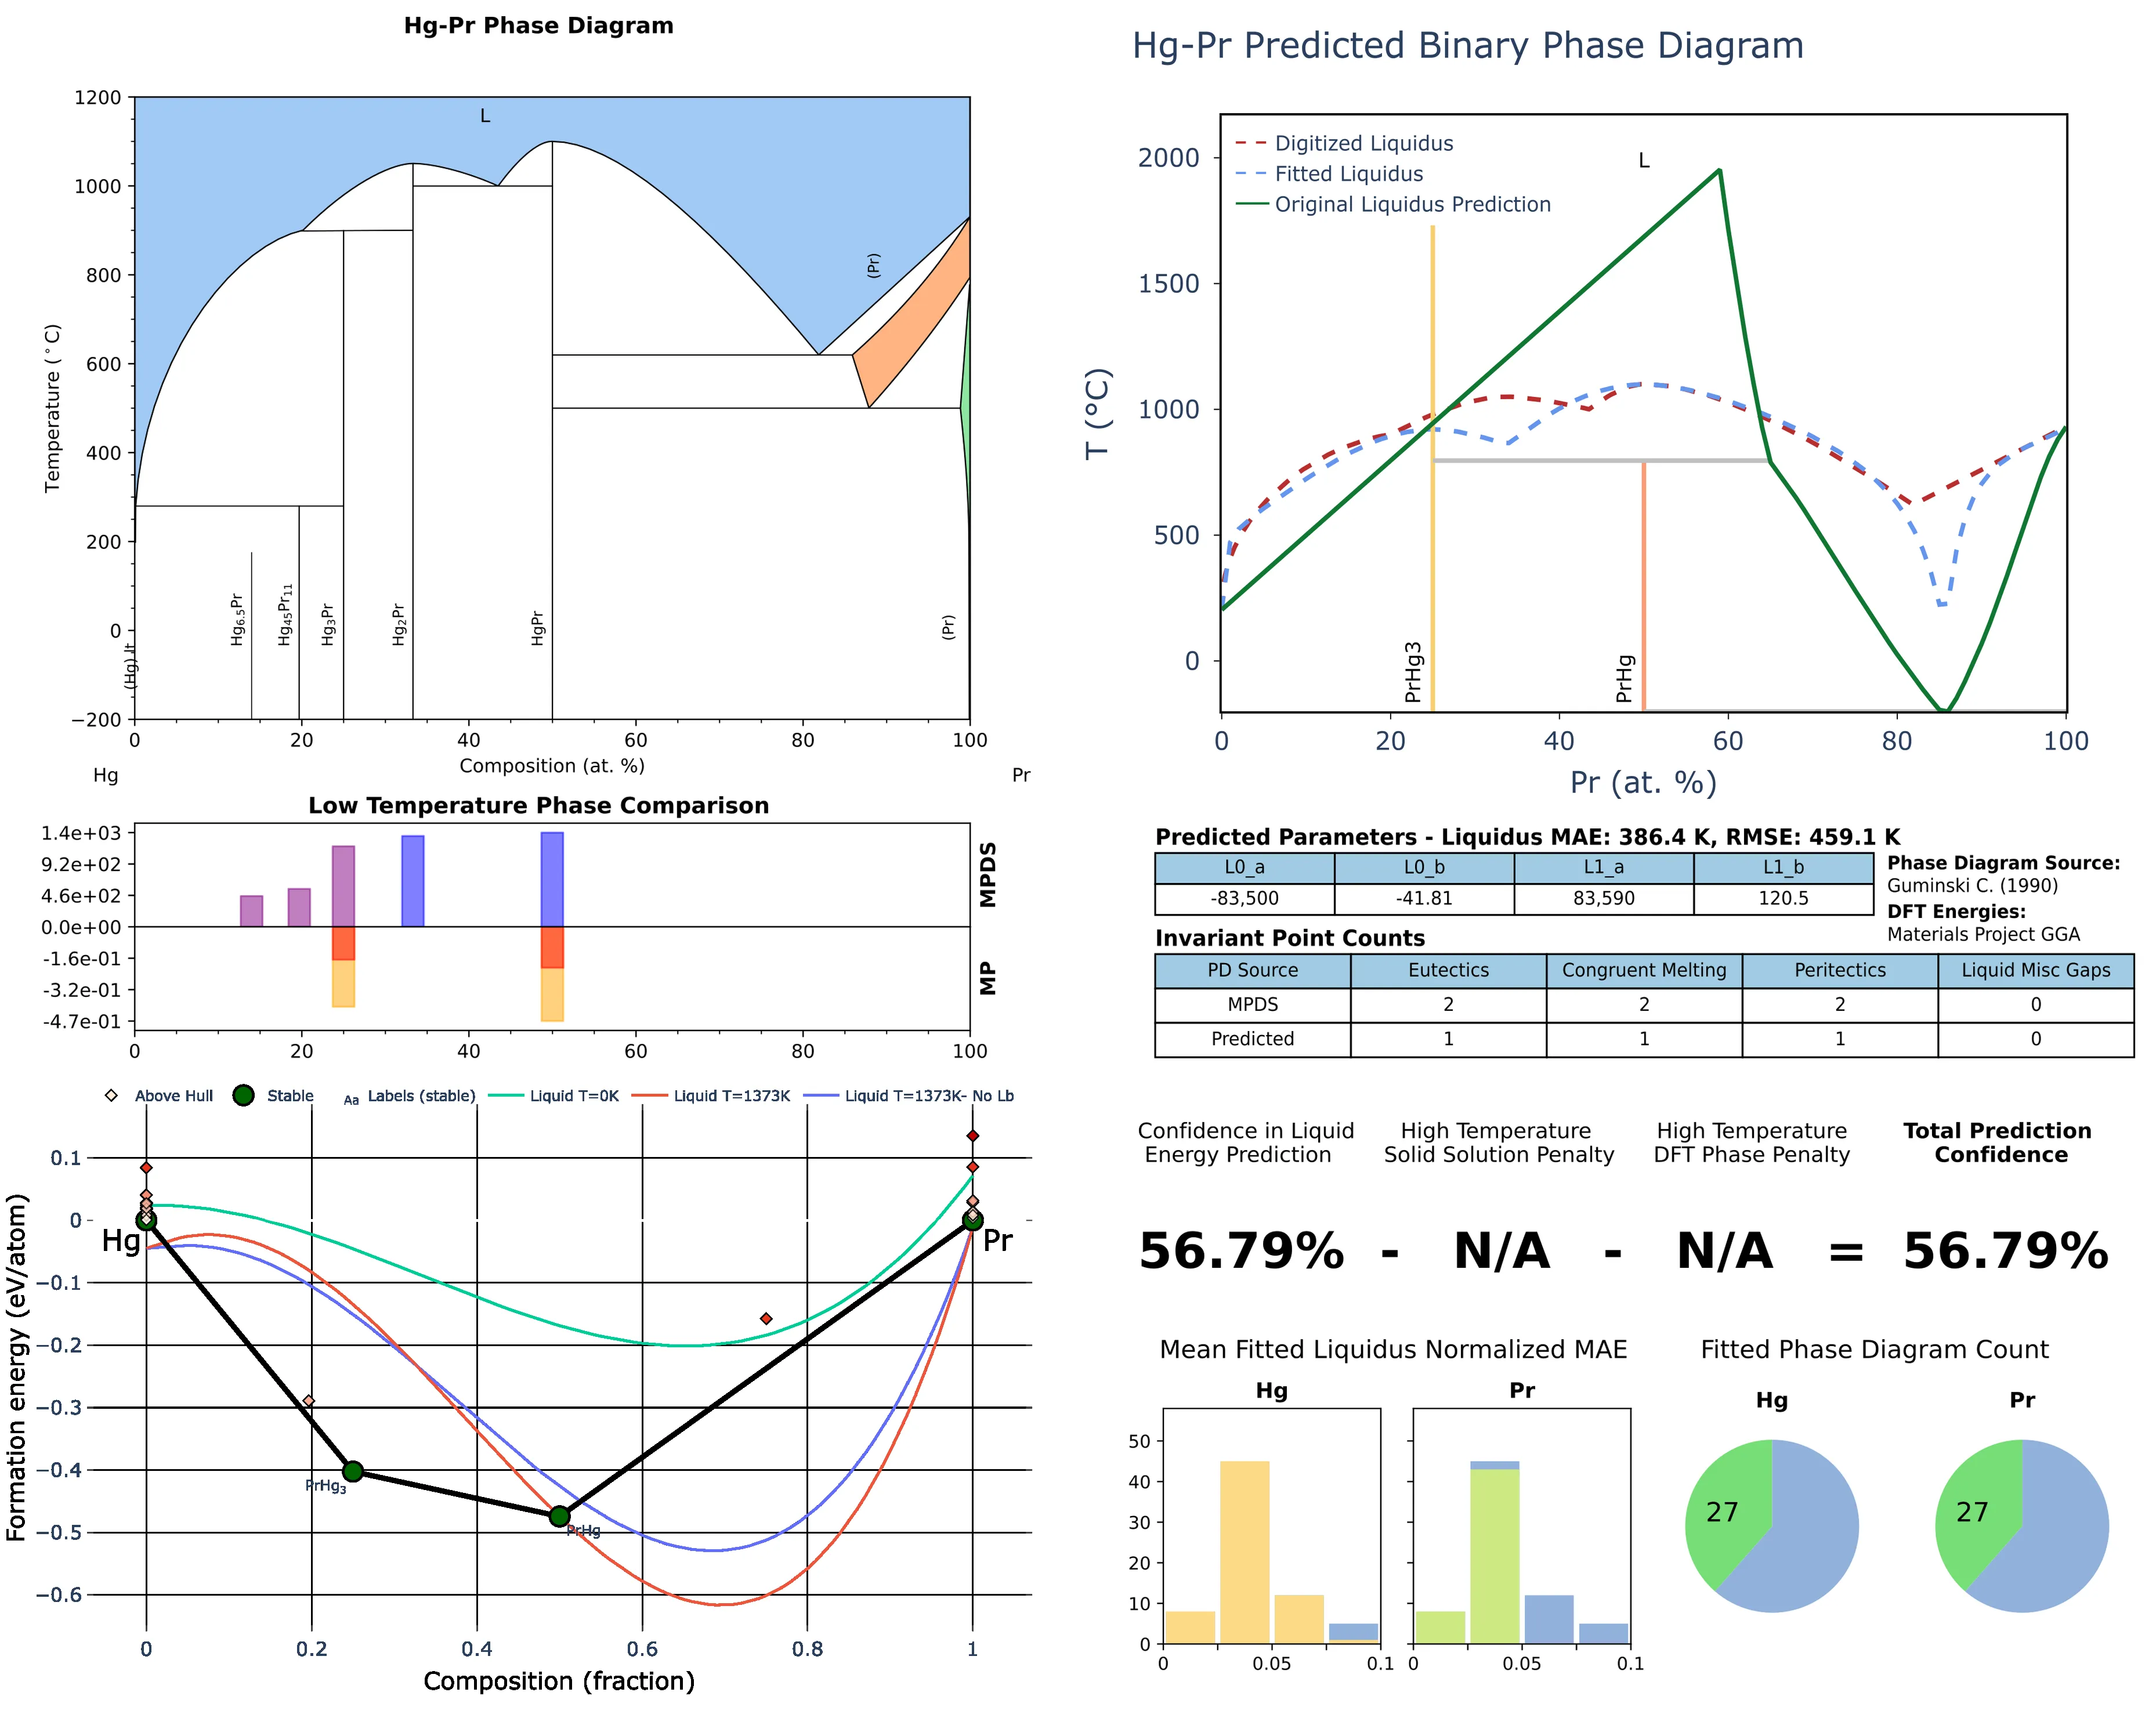 Hg-Pr Phase Diagram
1200
1000
800
600
400
200
0
−200
Temperature (°C)
L
(Pr)
(Pr)
(Hg) lt
Hg6.5Pr
Hg45Pr11
Hg3Pr
Hg2Pr
HgPr
0 20 40 60 80 100
Composition (at. %)
Hg Pr
Low Temperature Phase Comparison
1.4e+03
9.2e+02
4.6e+02
0.0e+00
-1.6e-01
-3.2e-01
-4.7e-01
MPDS
MP
0 20 40 60 80 100
Above Hull Stable Aa Labels (stable) Liquid T=0K Liquid T=1373K Liquid T=1373K- No Lb
0.1
0
−0.1
−0.2
−0.3
−0.4
−0.5
−0.6
Formation energy (eV/atom)
Hg Pr
PrHg3
PrHg
0 0.2 0.4 0.6 0.8 1
Composition (fraction)
Hg-Pr Predicted Binary Phase Diagram
Digitized Liquidus
Fitted Liquidus
Original Liquidus Prediction
L
2000
1500
1000
500
0
T (°C)
PrHg3
PrHg
0 20 40 60 80 100
Pr (at. %)
Predicted Parameters - Liquidus MAE: 386.4 K, RMSE: 459.1 K
L0_a L0_b L1_a L1_b
-83,500 -41.81 83,590 120.5
Phase Diagram Source:
Guminski C. (1990)
DFT Energies:
Materials Project GGA
Invariant Point Counts
PD Source Eutectics Congruent Melting Peritectics Liquid Misc Gaps
MPDS 2 2 2 0
Predicted 1 1 1 0
Confidence in Liquid High Temperature High Temperature Total Prediction
Energy Prediction Solid Solution Penalty DFT Phase Penalty Confidence
56.79% - N/A - N/A = 56.79%
Mean Fitted Liquidus Normalized MAE
Hg Pr
50
40
30
20
10
0
0 0.05 0.1 0 0.05 0.1
Fitted Phase Diagram Count
Hg Pr
27 27